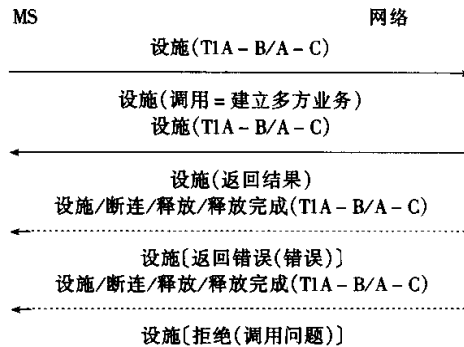 MS 网络
设施(T1A-B/A-C)
设施(调用=建立多方业务)
设施(T1A-B/A-C)
设施(返回结果)
设施/断连/释放/释放完成(T1A-B/A-C)
设施〔返回错误(错误)〕
设施/断连/释放/释放完成(T1A-B/A-C)
设施〔拒绝(调用问题)〕